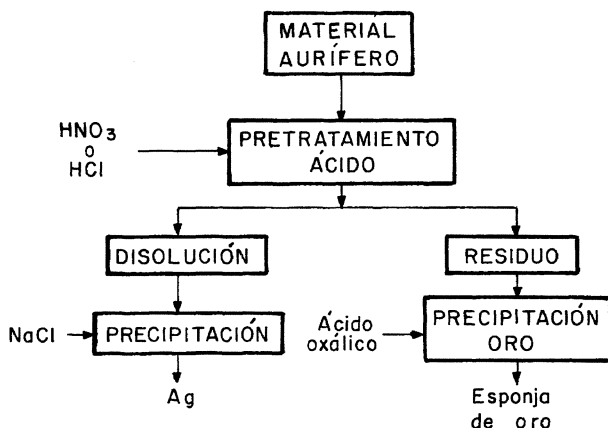 MATERIAL
AURÍFERO
HNO3
o
HCl
PRETRATAMIENTO
ÁCIDO
DISOLUCIÓN
RESIDUO
NaCl
PRECIPITACIÓN
Ácido
oxálico
PRECIPITACIÓN
ORO
Ag
Esponja
de oro